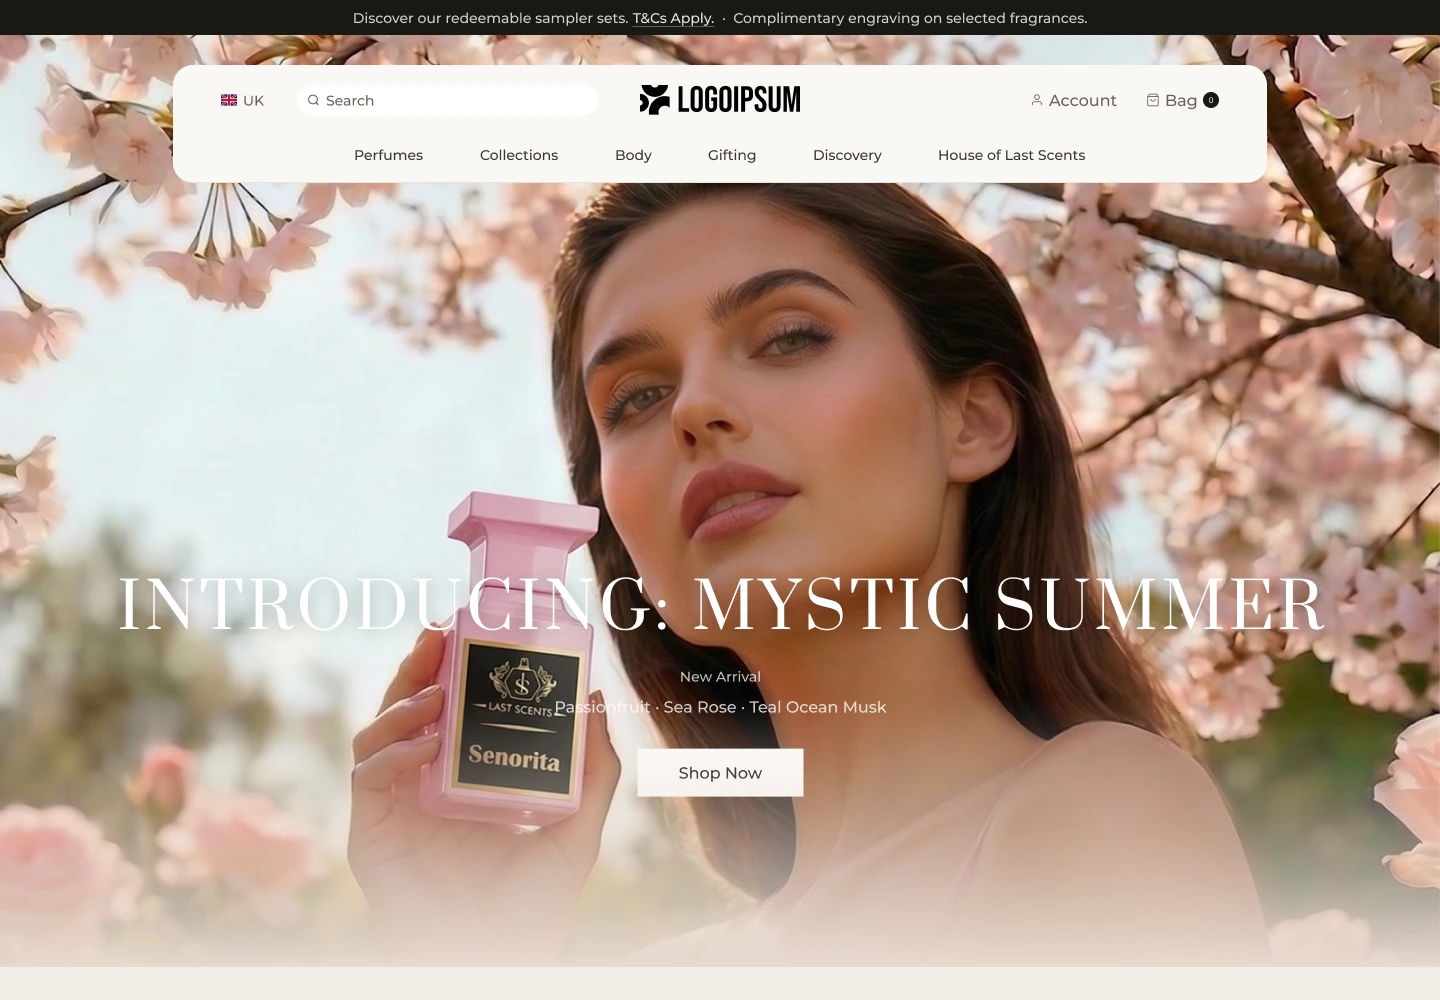 Discover our redeemable sampler sets. T&Cs Apply. · Complimentary engraving on selected fragrances.
UK
Search
LOGOIPSUM
Account
Bag 0
Perfumes
Collections
Body
Gifting
Discovery
House of Last Scents
INTRODUCING: MYSTIC SUMMER
New Arrival
Passionfruit · Sea Rose · Teal Ocean Musk
LAST SCENTS
Senorita
Shop Now